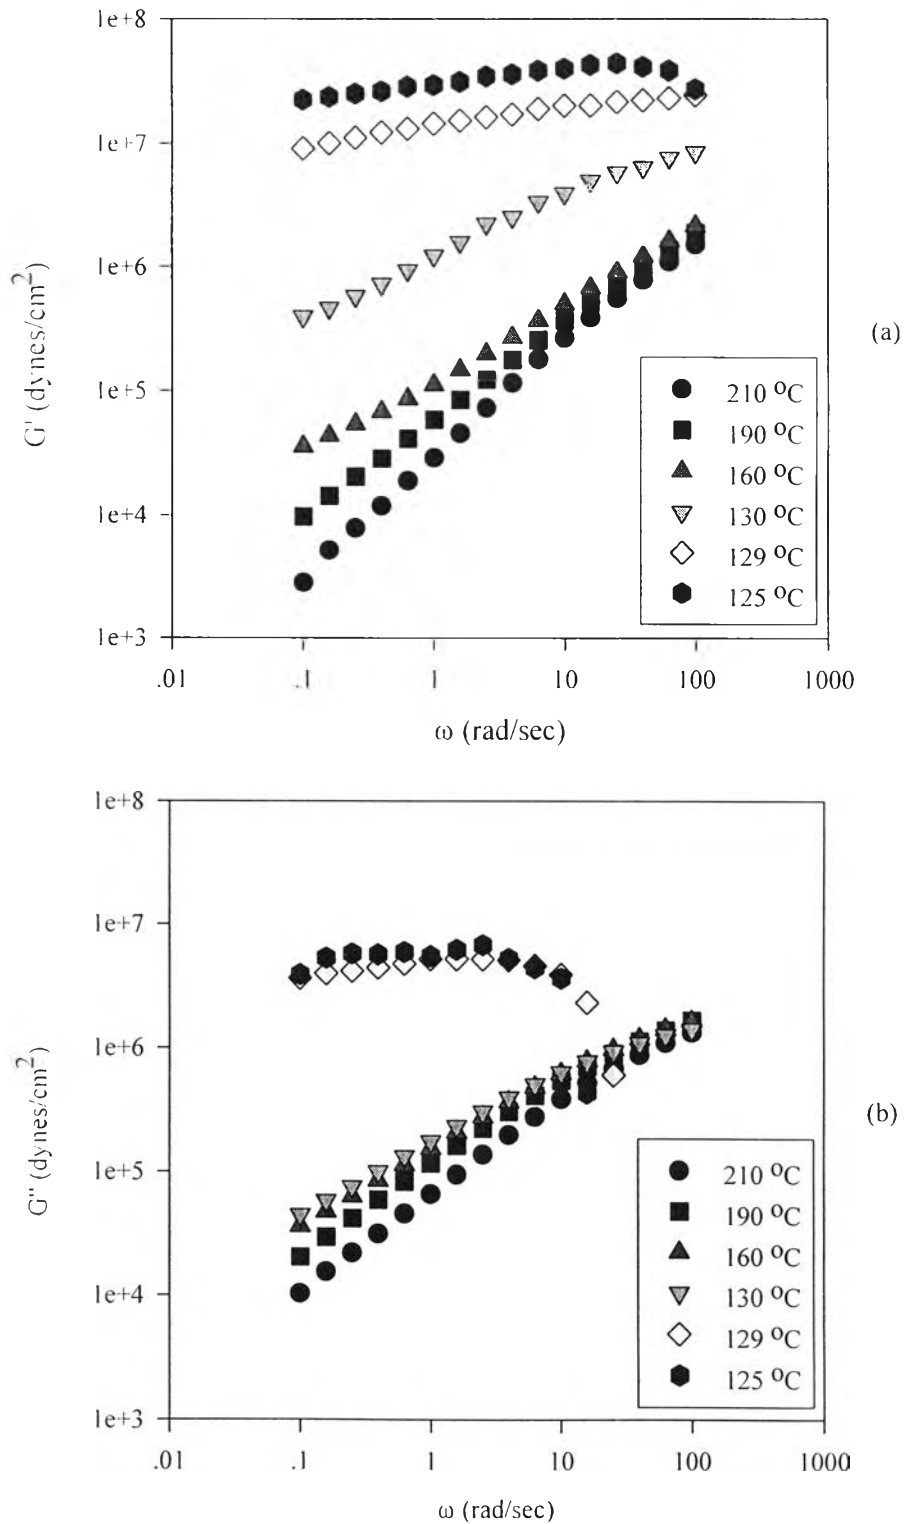 1e+8
1e+7
1e+6
1e+5
1e+4
1e+3
G' (dynes/cm²)
.01 .1 1 10 100 1000
ω (rad/sec)
210 °C
190 °C
160 °C
130 °C
129 °C
125 °C
(a)
1e+8
1e+7
1e+6
1e+5
1e+4
1e+3
G'' (dynes/cm²)
.01 .1 1 10 100 1000
ω (rad/sec)
210 °C
190 °C
160 °C
130 °C
129 °C
125 °C
(b)